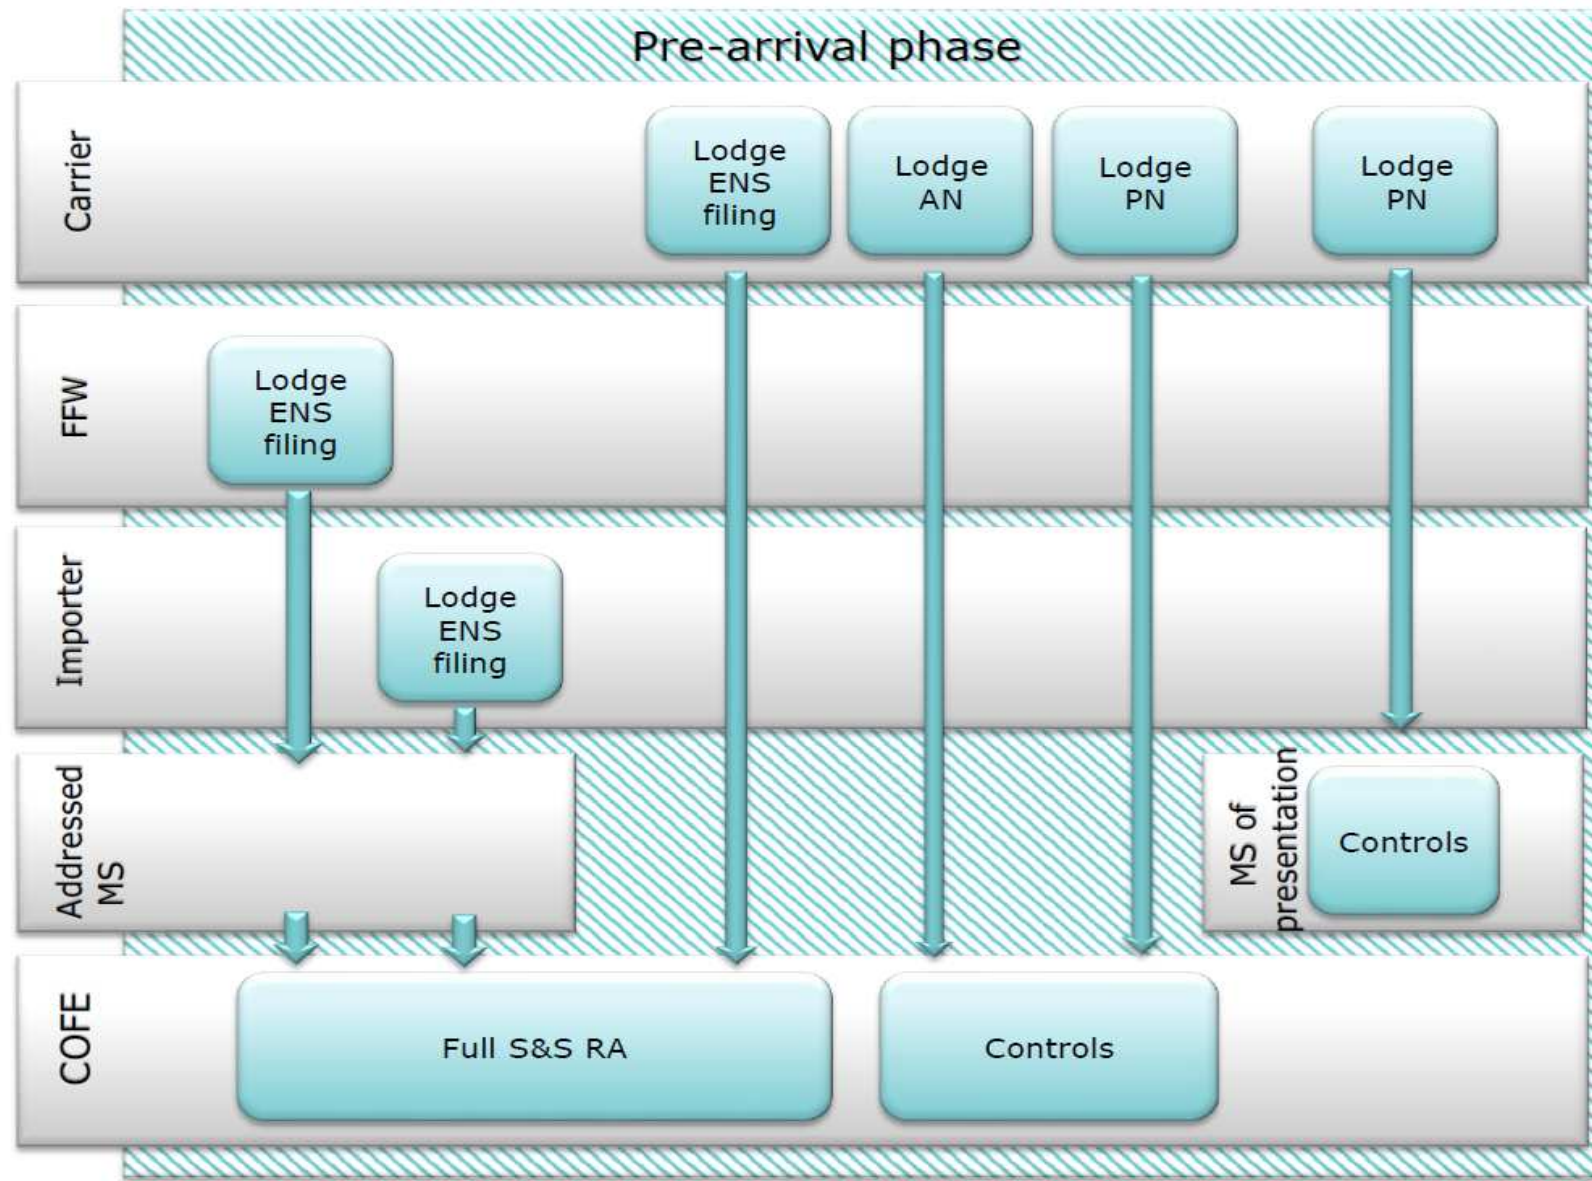 Pre-arrival phase
Carrier
Lodge
ENS
filing
Lodge
AN
Lodge
PN
Lodge
PN
FFW
Lodge
ENS
filing
Importer
Lodge
ENS
filing
Addressed
MS
MS of
presentation
Controls
COFE
Full S&S RA
Controls